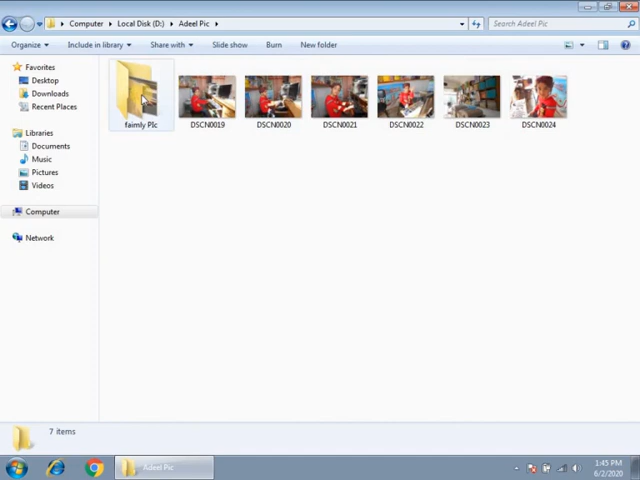 Computer ▸ Local Disk (D:) ▸ Adeel Pic ▸
Search Adeel Pic
Organize Include in library Share with Slide show Burn New folder
Favorites
Desktop
Downloads
Recent Places
Libraries
Documents
Music
Pictures
Videos
Computer
Network
faimly PIc DSCN0019 DSCN0020 DSCN0021 DSCN0022 DSCN0023 DSCN0024
7 items
Adeel Pic
1:45 PM
6/2/2020